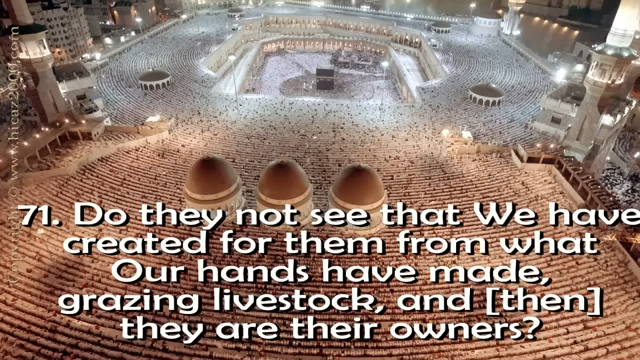 71. Do they not see that We have
created for them from what
Our hands have made,
grazing livestock, and [then]
they are their owners?